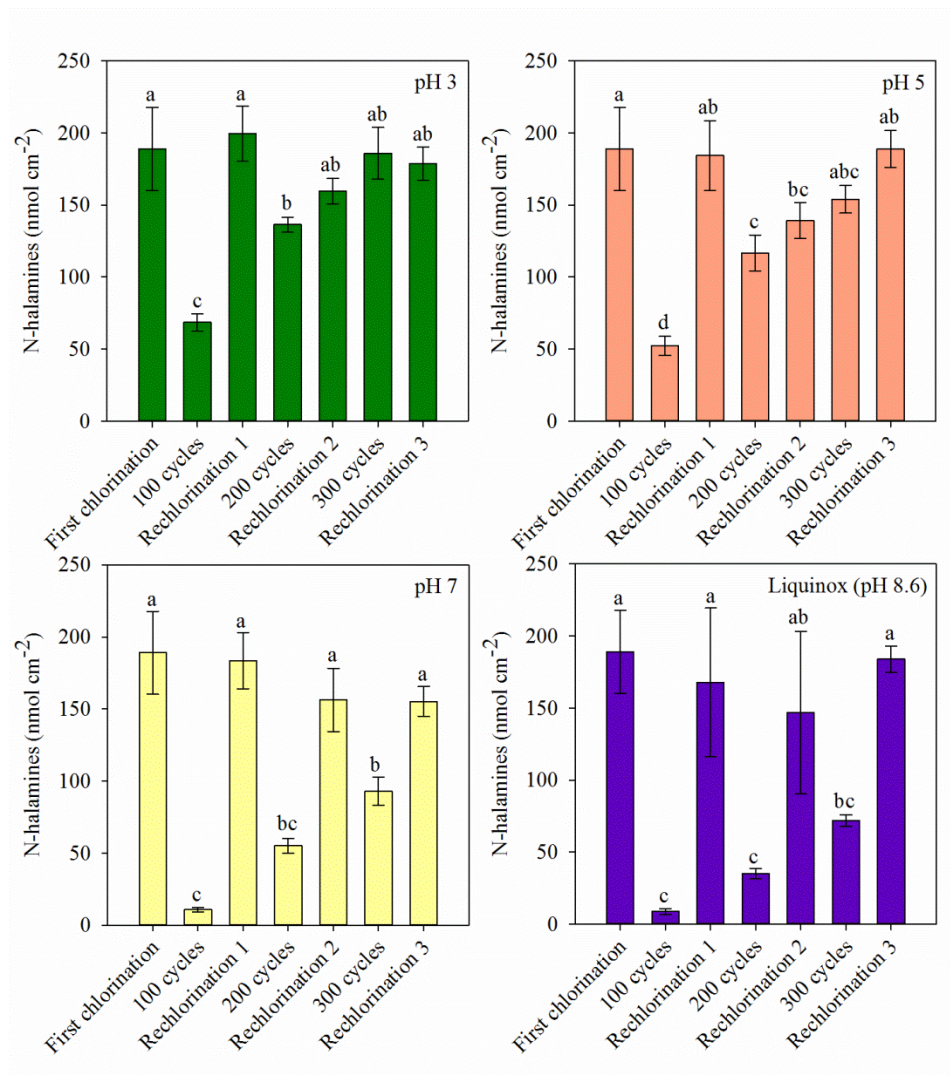 250
200
150
100
50
0
N-halamines (nmol cm⁻²)
pH 3
a
c
a
b
ab
ab
ab
First chlorination
100 cycles
Rechlorination 1
200 cycles
Rechlorination 2
300 cycles
Rechlorination 3
250
200
150
100
50
0
N-halamines (nmol cm⁻²)
pH 5
a
d
ab
c
bc
abc
ab
First chlorination
100 cycles
Rechlorination 1
200 cycles
Rechlorination 2
300 cycles
Rechlorination 3
250
200
150
100
50
0
N-halamines (nmol cm⁻²)
pH 7
a
c
a
bc
a
b
a
First chlorination
100 cycles
Rechlorination 1
200 cycles
Rechlorination 2
300 cycles
Rechlorination 3
250
200
150
100
50
0
N-halamines (nmol cm⁻²)
Liquinox (pH 8.6)
a
c
a
c
ab
bc
a
First chlorination
100 cycles
Rechlorination 1
200 cycles
Rechlorination 2
300 cycles
Rechlorination 3